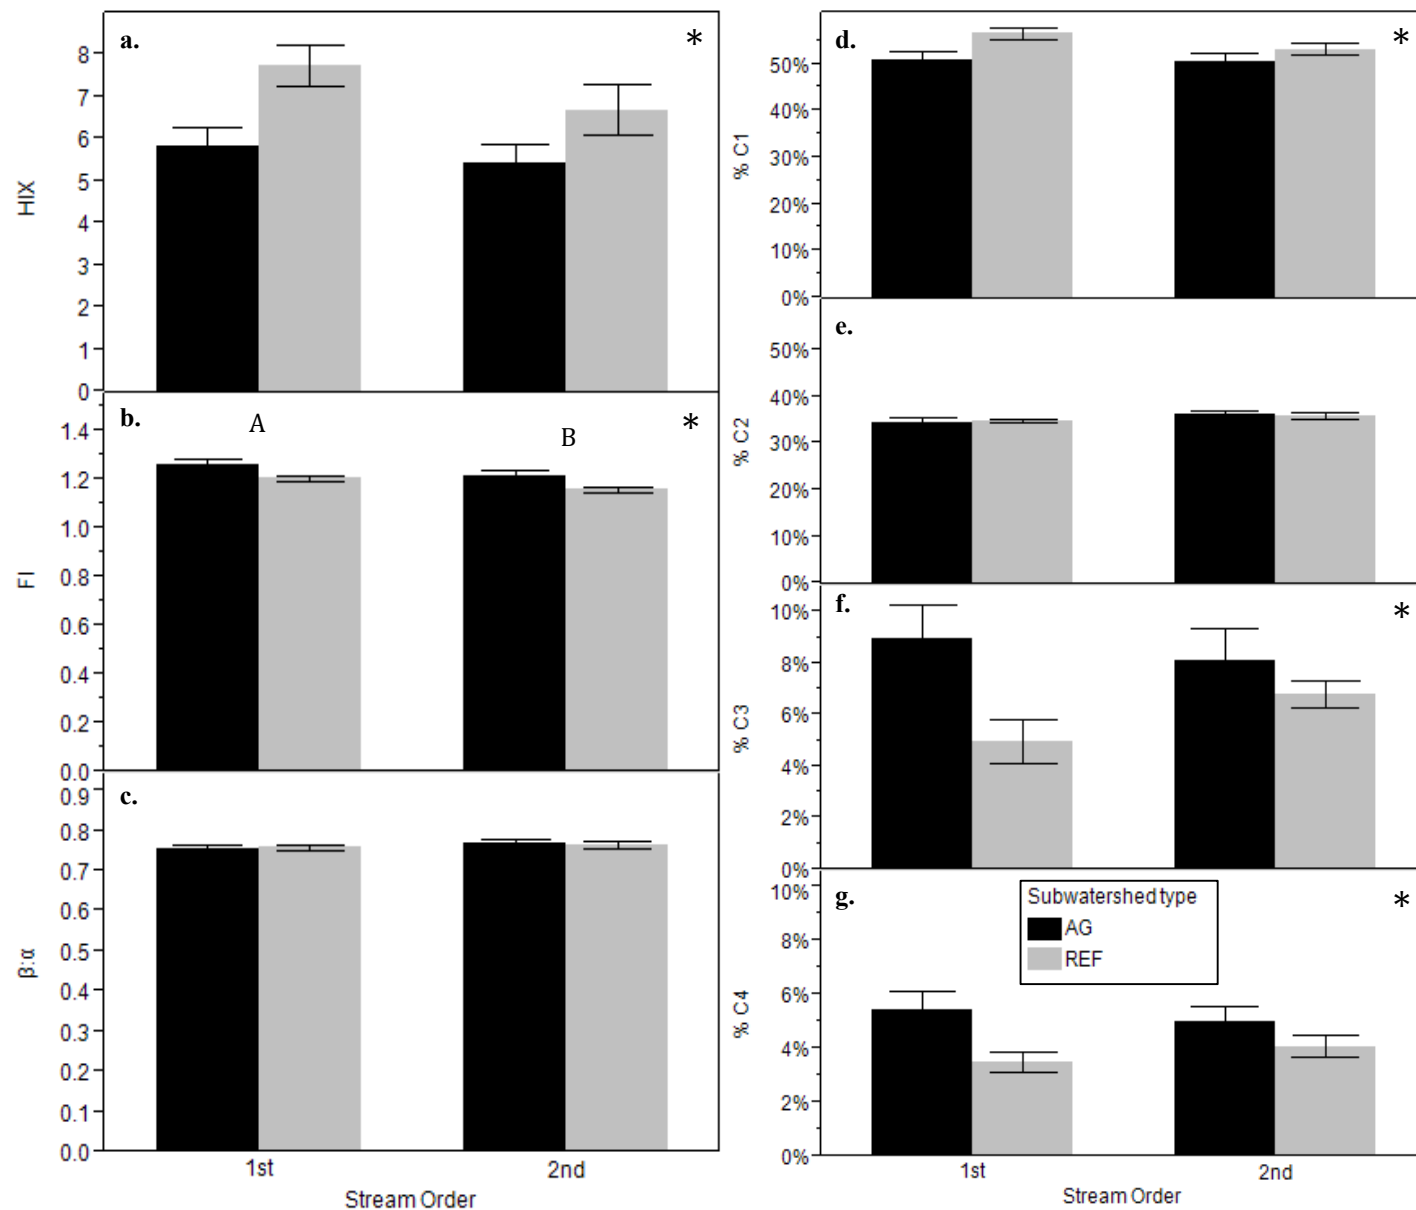 a.
*
8
7
6
5
4
3
2
1
0
HIX
b.
A
B
*
1.4
1.2
1.0
0.8
0.6
0.4
0.2
0.0
FI
c.
0.9
0.8
0.7
0.6
0.5
0.4
0.3
0.2
0.1
0.0
β:α
1st
2nd
Stream Order
d.
*
50%
40%
30%
20%
10%
0%
% C1
e.
50%
40%
30%
20%
10%
0%
% C2
f.
*
10%
8%
6%
4%
2%
0%
% C3
g.
*
Subwatershed type
AG
REF
10%
8%
6%
4%
2%
0%
% C4
1st
2nd
Stream Order